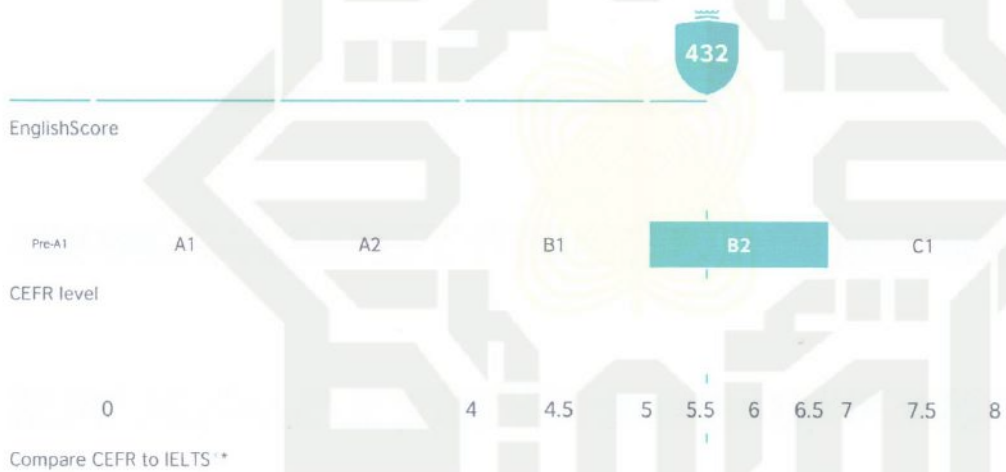 432
EnglishScore
Pre-A1 A1 A2 B1 B2 C1
CEFR level
0 4 4.5 5 5.5 6 6.5 7 7.5 8
Compare CEFR to IELTS **